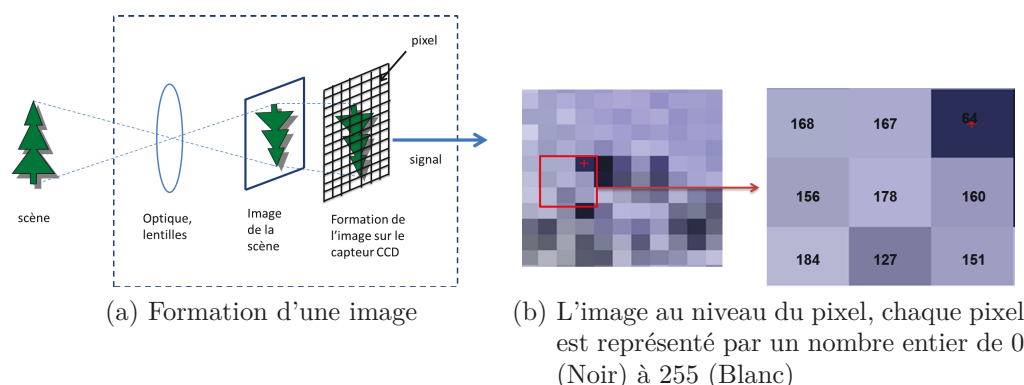 pixel
signal
scène
Optique,
lentilles
Image
de la
scène
Formation de
l'image sur le
capteur CCD
(a) Formation d'une image
168 167 64
156 178 160
184 127 151
(b) L'image au niveau du pixel, chaque pixel
est représenté par un nombre entier de 0
(Noir) à 255 (Blanc)